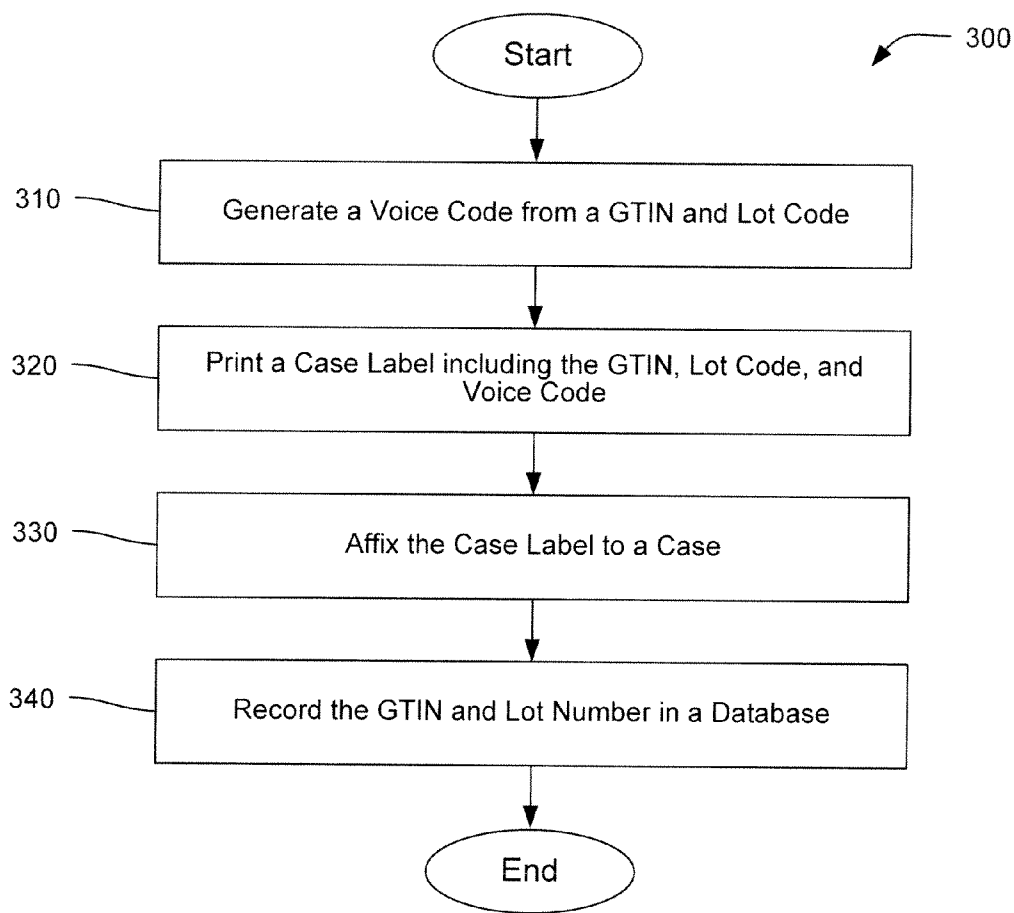 Start
300
310
Generate a Voice Code from a GTIN and Lot Code
320
Print a Case Label including the GTIN, Lot Code, and
Voice Code
330
Affix the Case Label to a Case
340
Record the GTIN and Lot Number in a Database
End